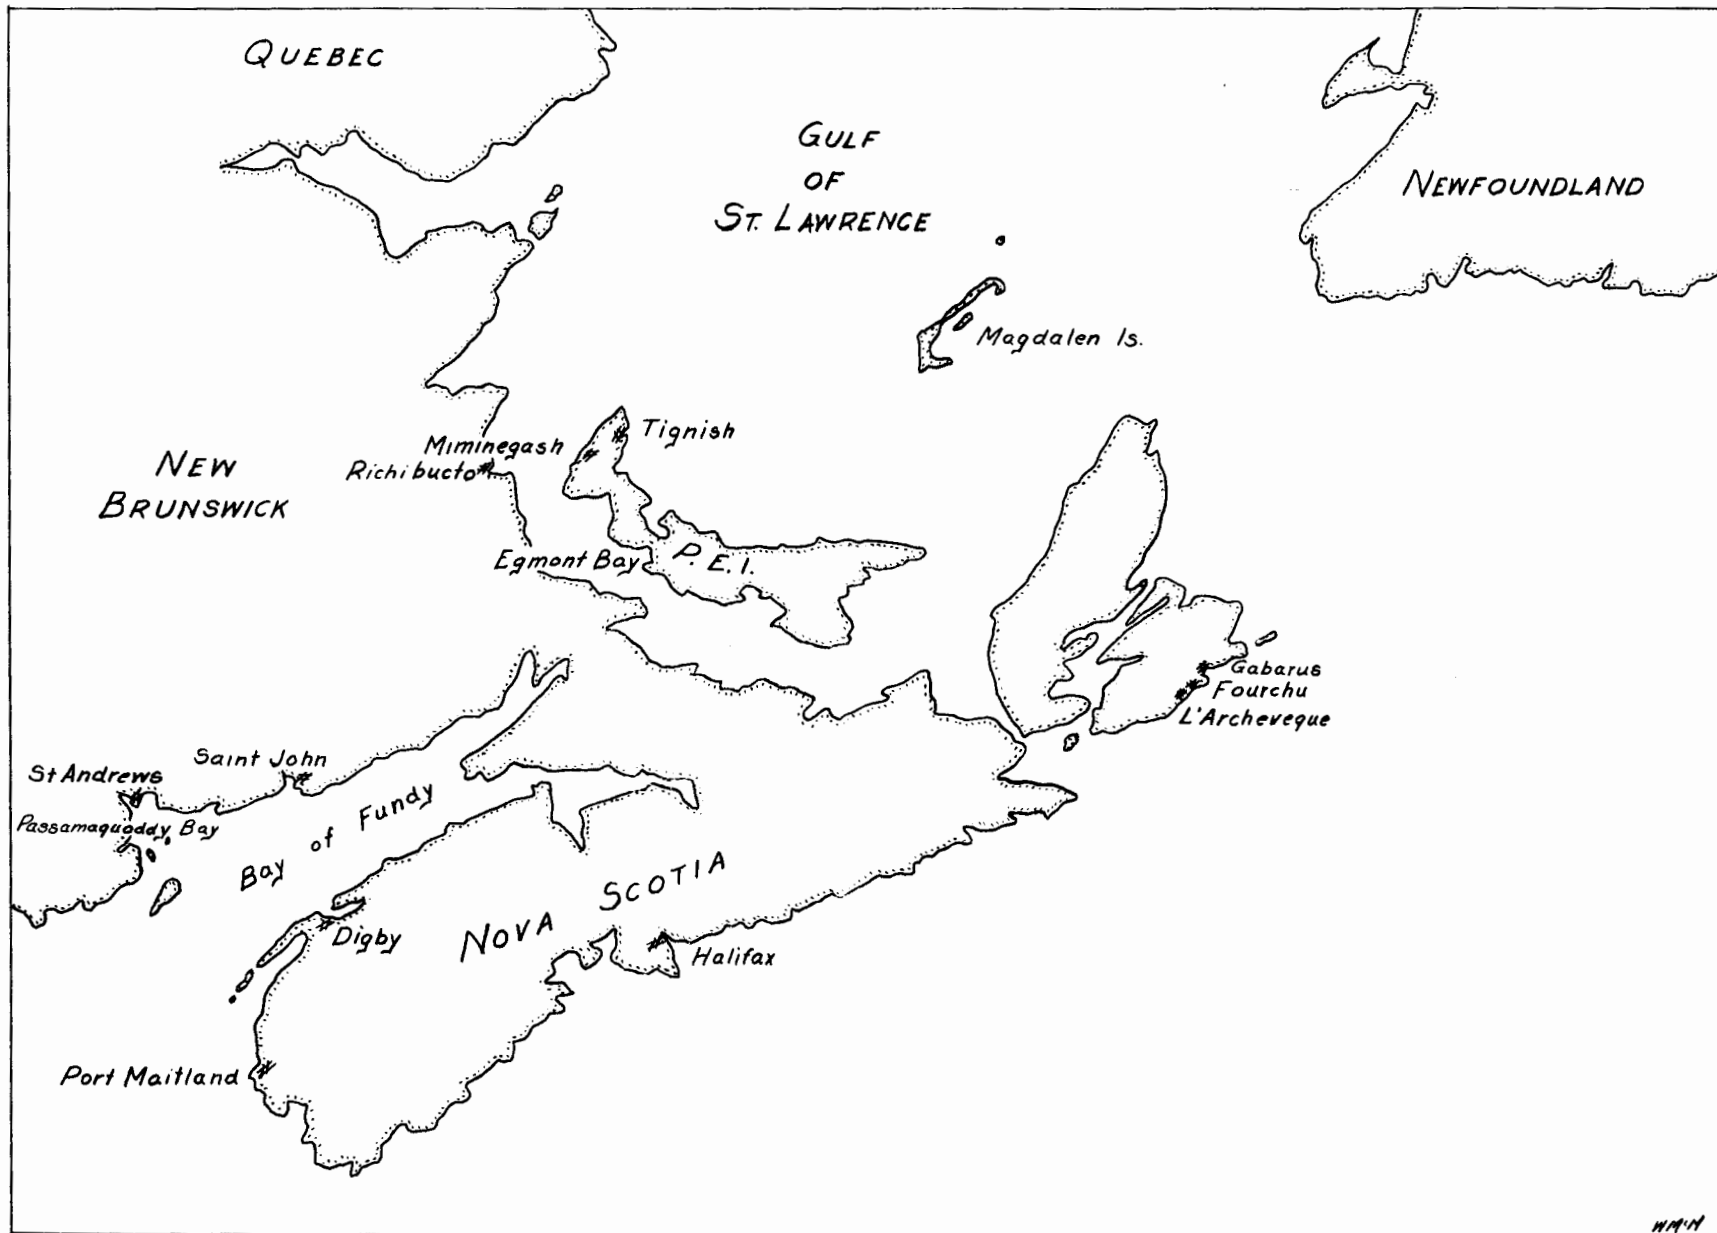 QUEBEC
GULF
OF
ST. LAWRENCE
NEWFOUNDLAND
Magdalen Is.
Tignish
Miminegash
Richibucto
NEW
BRUNSWICK
Egmont Bay
P. E. I.
Gabarus
Fourchu
L'Archeveque
Saint John
St Andrews
Passamaquoddy Bay
Bay of Fundy
NOVA SCOTIA
Digby
Halifax
Port Maitland